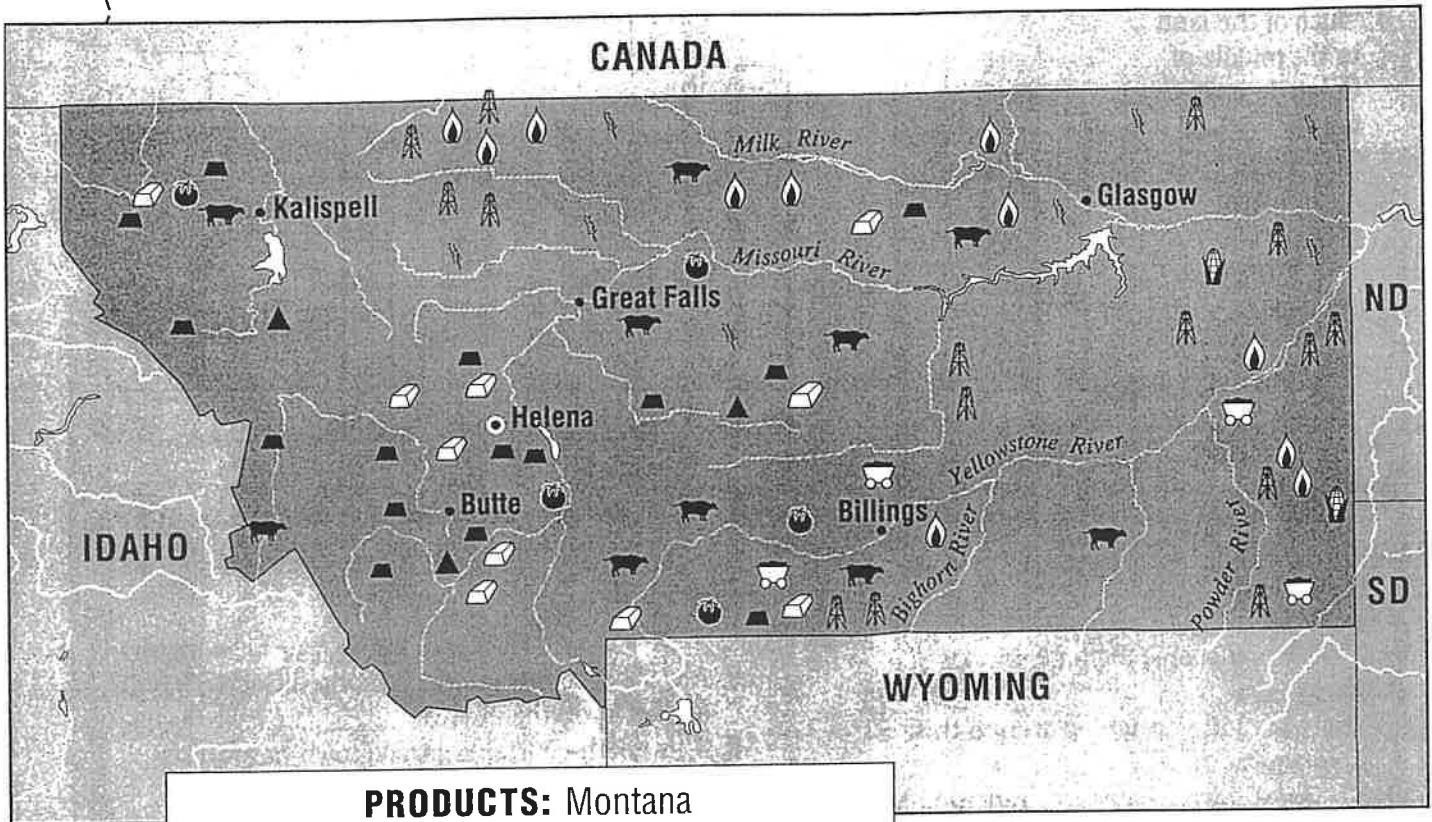 CANADA
Milk River
Glasgow
Kalispell
Missouri River
Great Falls
ND
Helena
Yellowstone River
Butte
Billings
IDAHO
Bighorn River
Powder River
SD
WYOMING
PRODUCTS: Montana